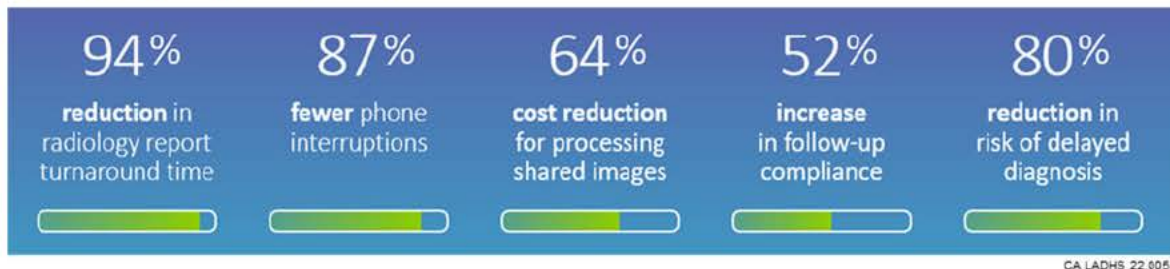 94%
reduction in
radiology report
turnaround time
87%
fewer phone
interruptions
64%
cost reduction
for processing
shared images
52%
increase
in follow-up
compliance
80%
reduction in
risk of delayed
diagnosis
CA LADHS 22.605